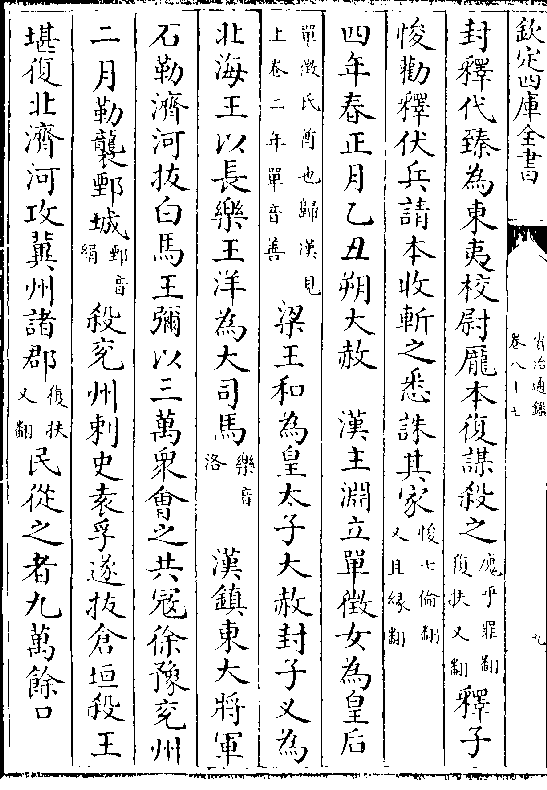 欽定四庫全書
資治通鑑
卷八十七
九
封釋代臻為東夷校尉龎本復謀殺之
麁乎罪翻
復扶又翻
釋子
悛勸釋伏兵請本收斬之悉誅其家
悛七倫翻
又且緣翻
四年春正月乙丑朔大赦 漢主淵立單徵女為皇后
單徵氐酋也歸漢見
上卷二年單音善
梁王和為皇太子大赦封子乂為
北海王以長樂王洋為大司馬
樂音
洛
漢鎮東大將軍
石勒濟河拔白馬王彌以三萬衆會之共寇徐豫兖州
二月勒襲鄄城
鄄音
絹
殺兖州刺史袁孚遂拔倉垣殺王
堪復北濟河攻冀州諸郡
復扶
又翻
民從之者九萬餘口